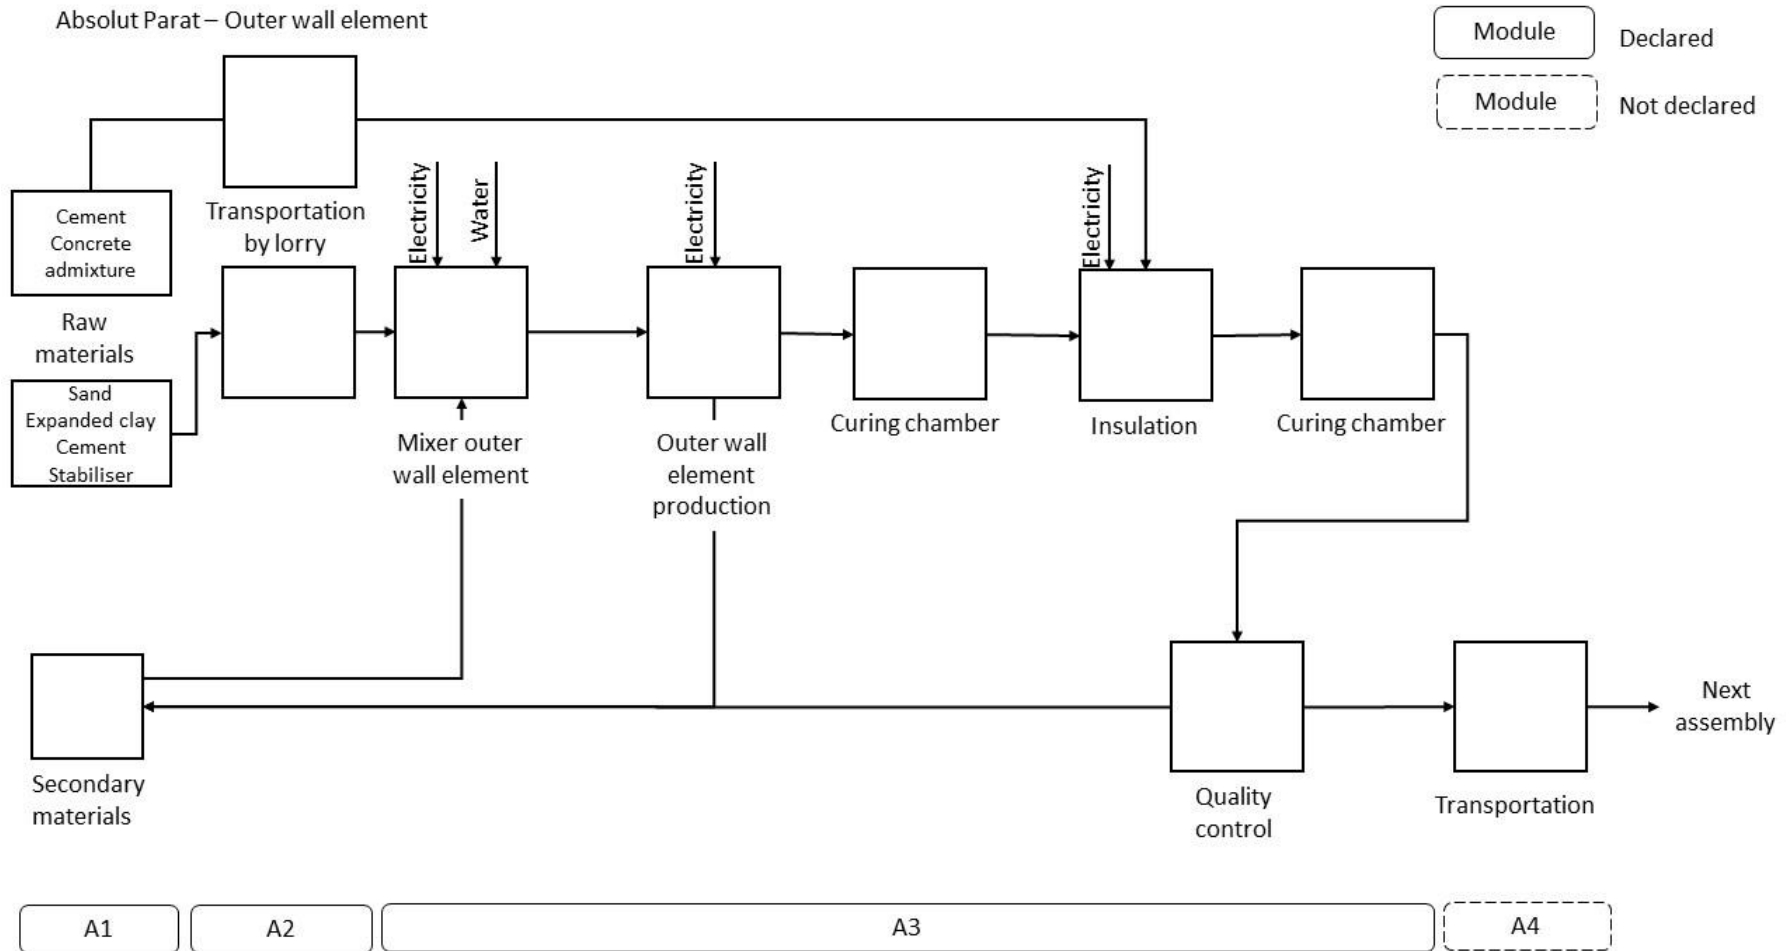 Absolut Parat – Outer wall element
Module
Declared
Module
Not declared
Cement
Concrete
admixture
Transportation
by lorry
Electricity
Water
Electricity
Electricity
Raw
materials
Sand
Expanded clay
Cement
Stabiliser
Mixer outer
wall element
Outer wall
element
production
Curing chamber
Insulation
Curing chamber
Secondary
materials
Quality
control
Transportation
Next
assembly
A1
A2
A3
A4